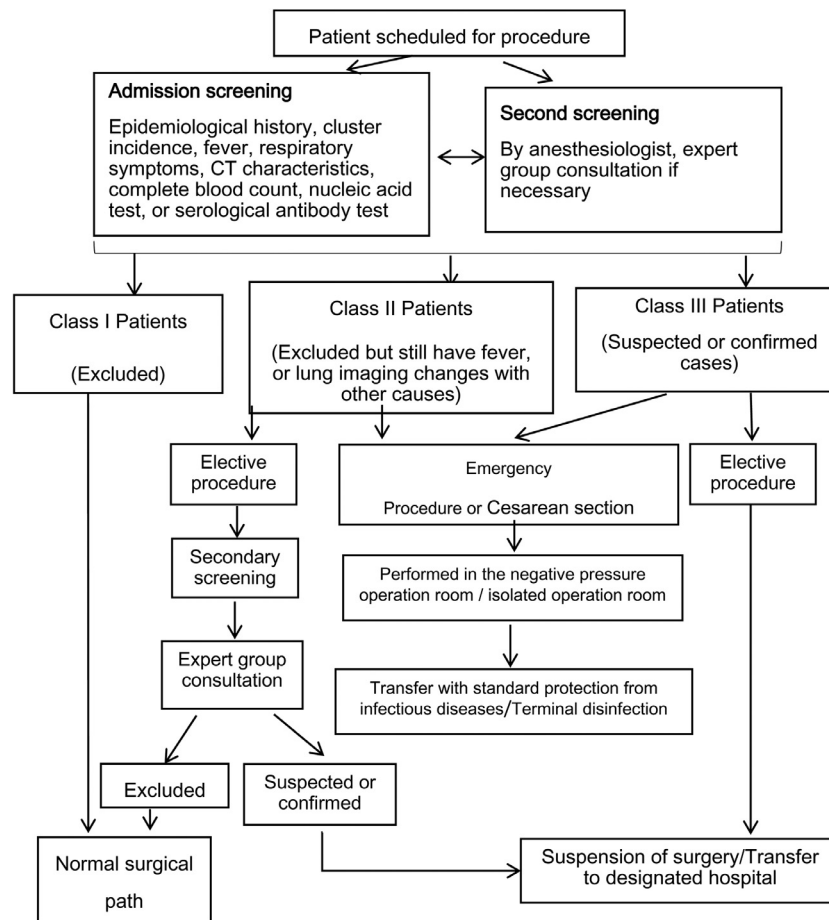 Patient scheduled for procedure
Admission screening
Epidemiological history, cluster
incidence, fever, respiratory
symptoms, CT characteristics,
complete blood count, nucleic acid
test, or serological antibody test
Second screening
By anesthesiologist, expert
group consultation if
necessary
Class I Patients
(Excluded)
Class II Patients
(Excluded but still have fever,
or lung imaging changes with
other causes)
Class III Patients
(Suspected or confirmed
cases)
Elective
procedure
Emergency
Procedure or Cesarean section
Elective
procedure
Secondary
screening
Performed in the negative pressure
operation room / isolated operation room
Expert group
consultation
Transfer with standard protection from
infectious diseases/Terminal disinfection
Excluded
Suspected or
confirmed
Normal surgical
path
Suspension of surgery/Transfer
to designated hospital